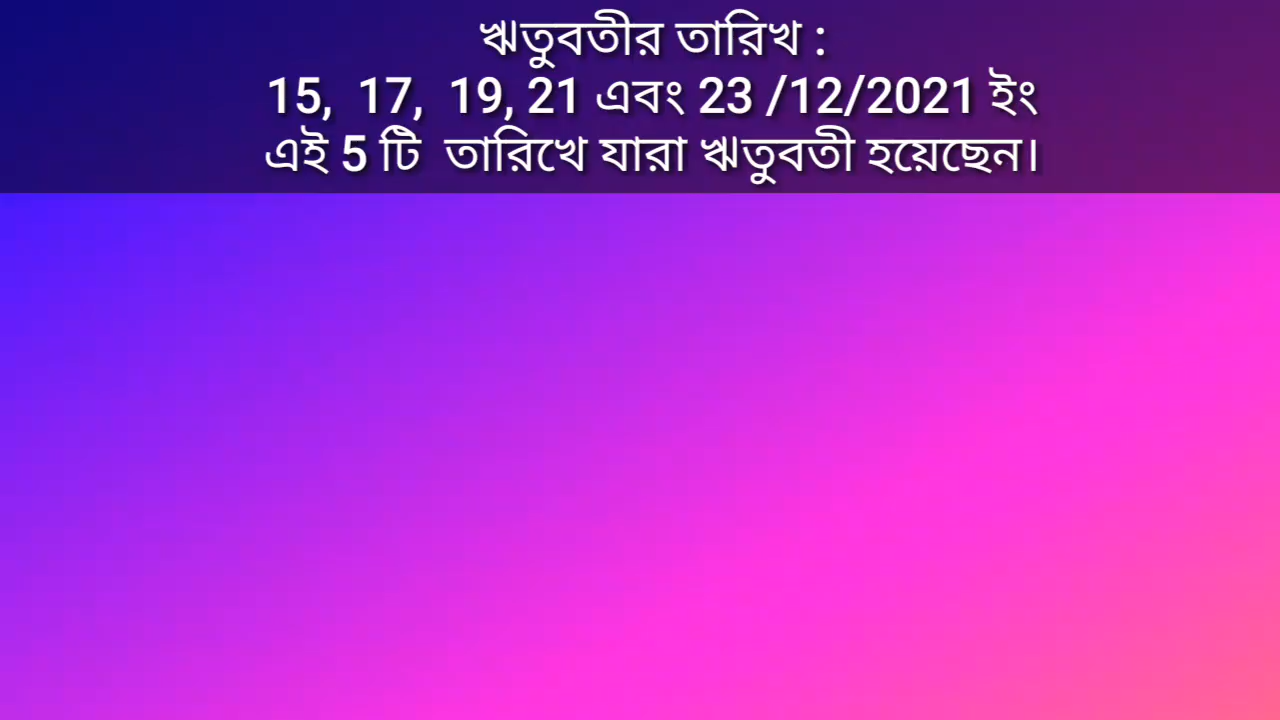 ঋতুবতীর তারিখ :
15, 17, 19, 21 এবং 23 /12/2021 ইং
এই 5 টি তারিখে যারা ঋতুবতী হয়েছেন।